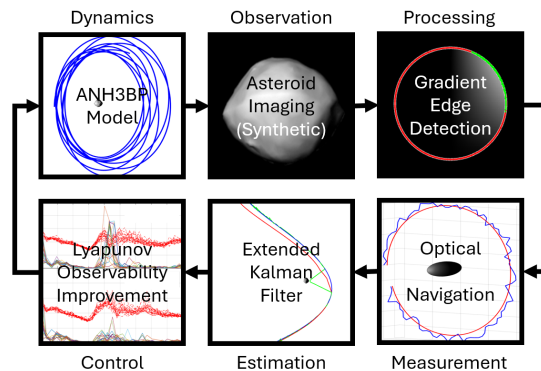 Dynamics
Observation
Processing
ANH3BP
Model
Asteroid
Imaging
(Synthetic)
Gradient
Edge
Detection
Lyapunov
Observability
Improvement
Extended
Kalman
Filter
Optical
Navigation
Control
Estimation
Measurement